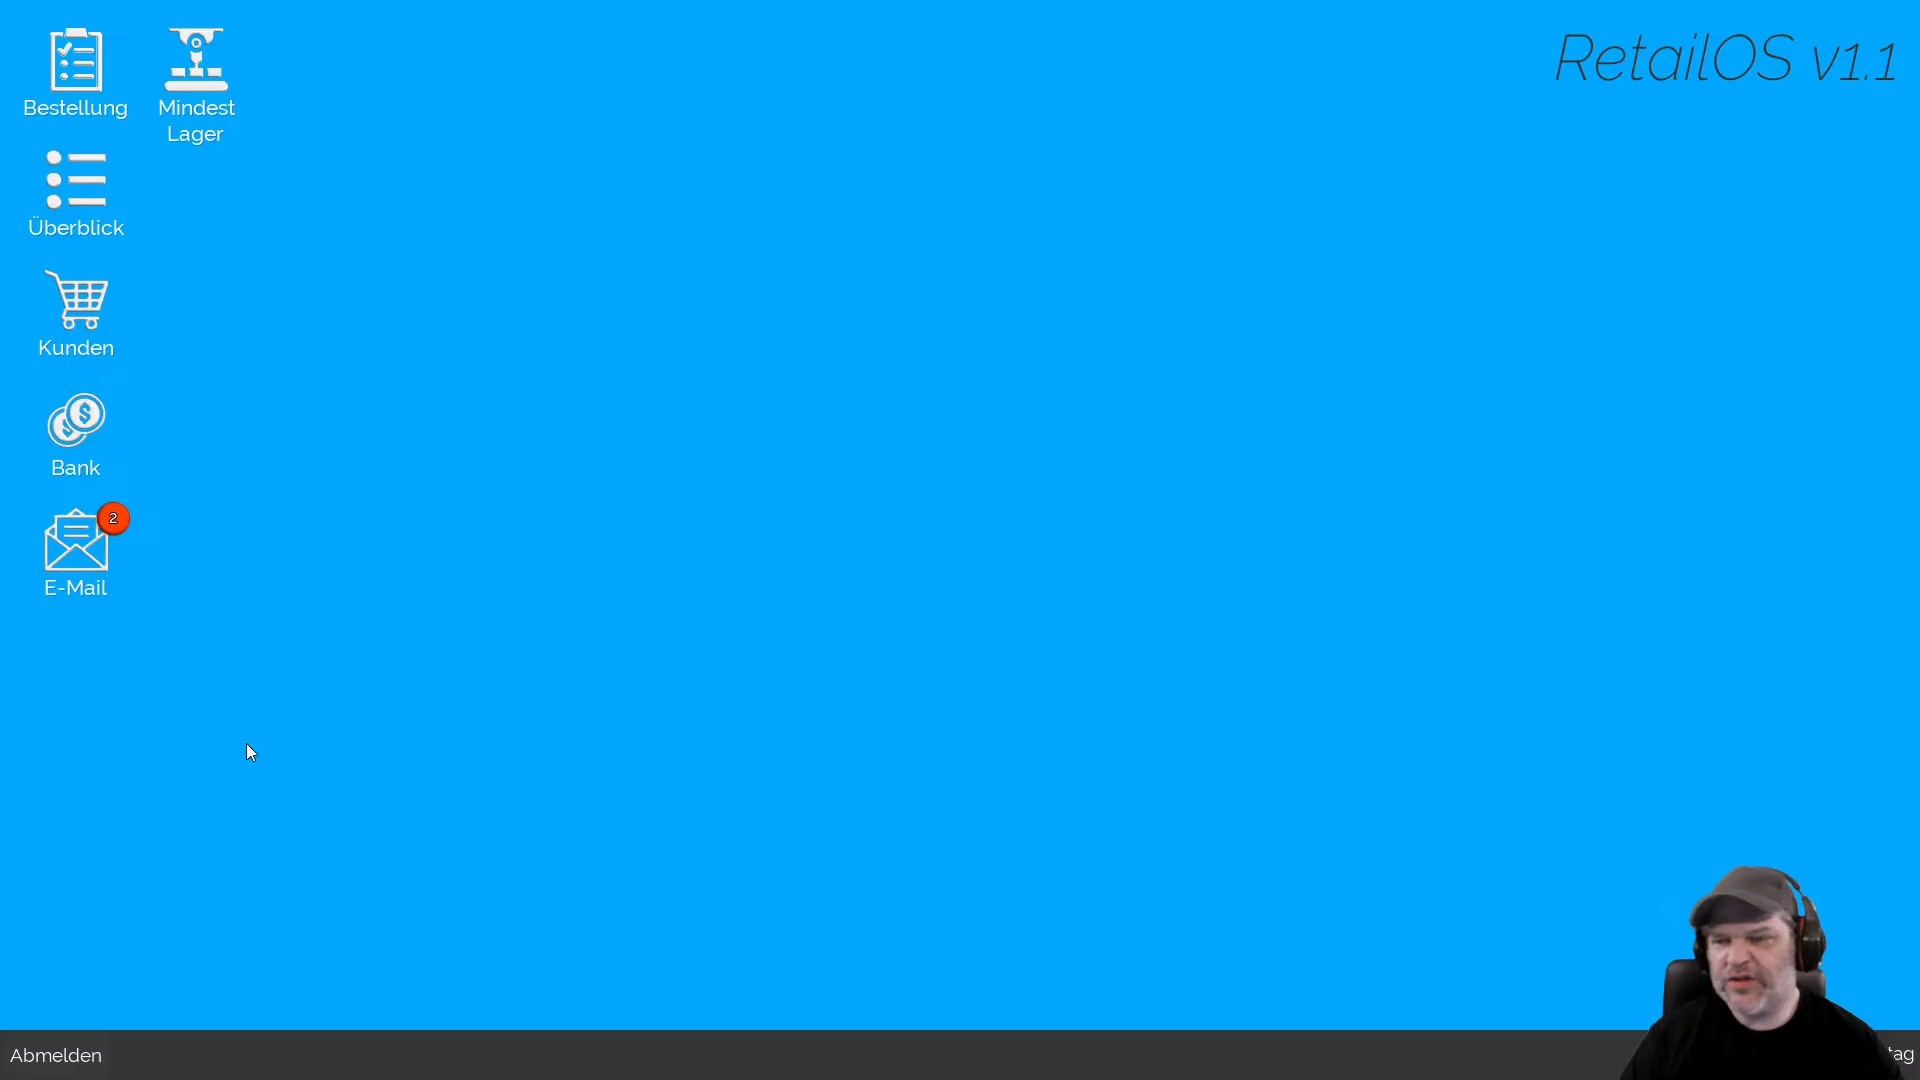 RetailOS v1.1
Bestellung
Mindest
Lager
Überblick
Kunden
Bank
2
E-Mail
Abmelden